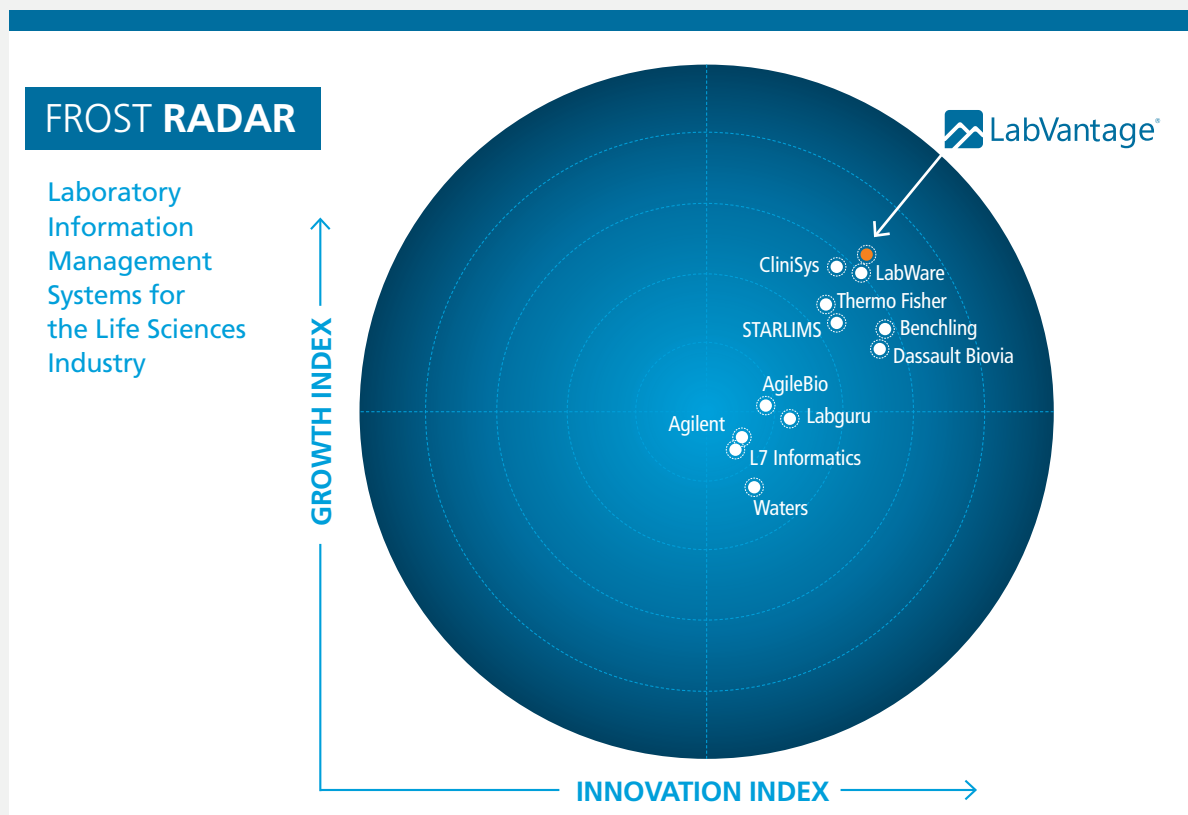 FROST RADAR
Laboratory
Information
Management
Systems for
the Life Sciences
Industry
GROWTH INDEX
LabVantage®
CliniSys
LabWare
Thermo Fisher
STARLIMS
Benchling
Dassault Biovia
AgileBio
Labguru
Agilent
L7 Informatics
Waters
INNOVATION INDEX